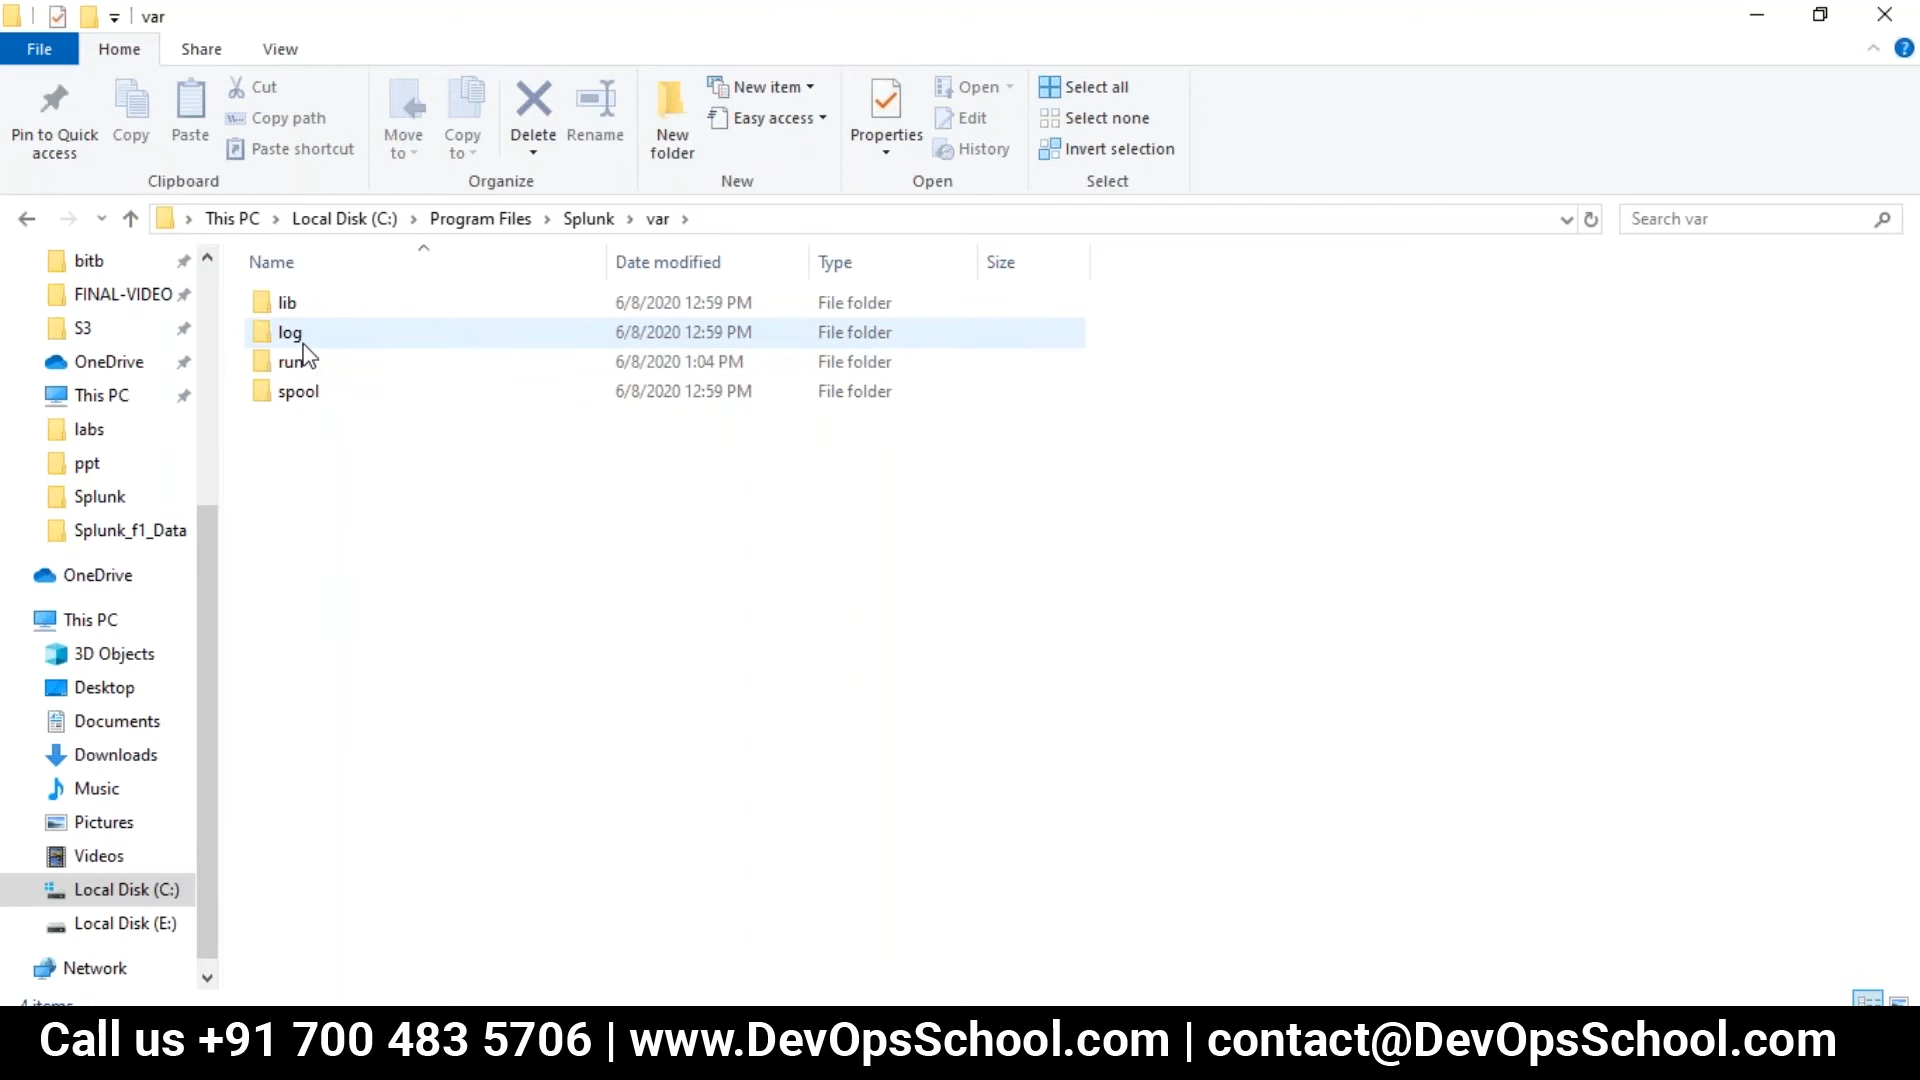 var
File Home Share View
Pin to Quick access
Copy
Paste
Cut
Copy path
Paste shortcut
Clipboard
Move to
Copy to
Delete
Rename
Organize
New folder
New item
Easy access
New
Properties
Open
Edit
History
Open
Select all
Select none
Invert selection
Select
This PC > Local Disk (C:) > Program Files > Splunk > var >
Search var
bitb
FINAL-VIDEO
S3
OneDrive
This PC
labs
ppt
Splunk
Splunk_f1_Data
OneDrive
This PC
3D Objects
Desktop
Documents
Downloads
Music
Pictures
Videos
Local Disk (C:)
Local Disk (E:)
Network
Name Date modified Type Size
lib 6/8/2020 12:59 PM File folder
log 6/8/2020 12:59 PM File folder
run 6/8/2020 1:04 PM File folder
spool 6/8/2020 12:59 PM File folder
4 items
Call us +91 700 483 5706 | www.DevOpsSchool.com | contact@DevOpsSchool.com